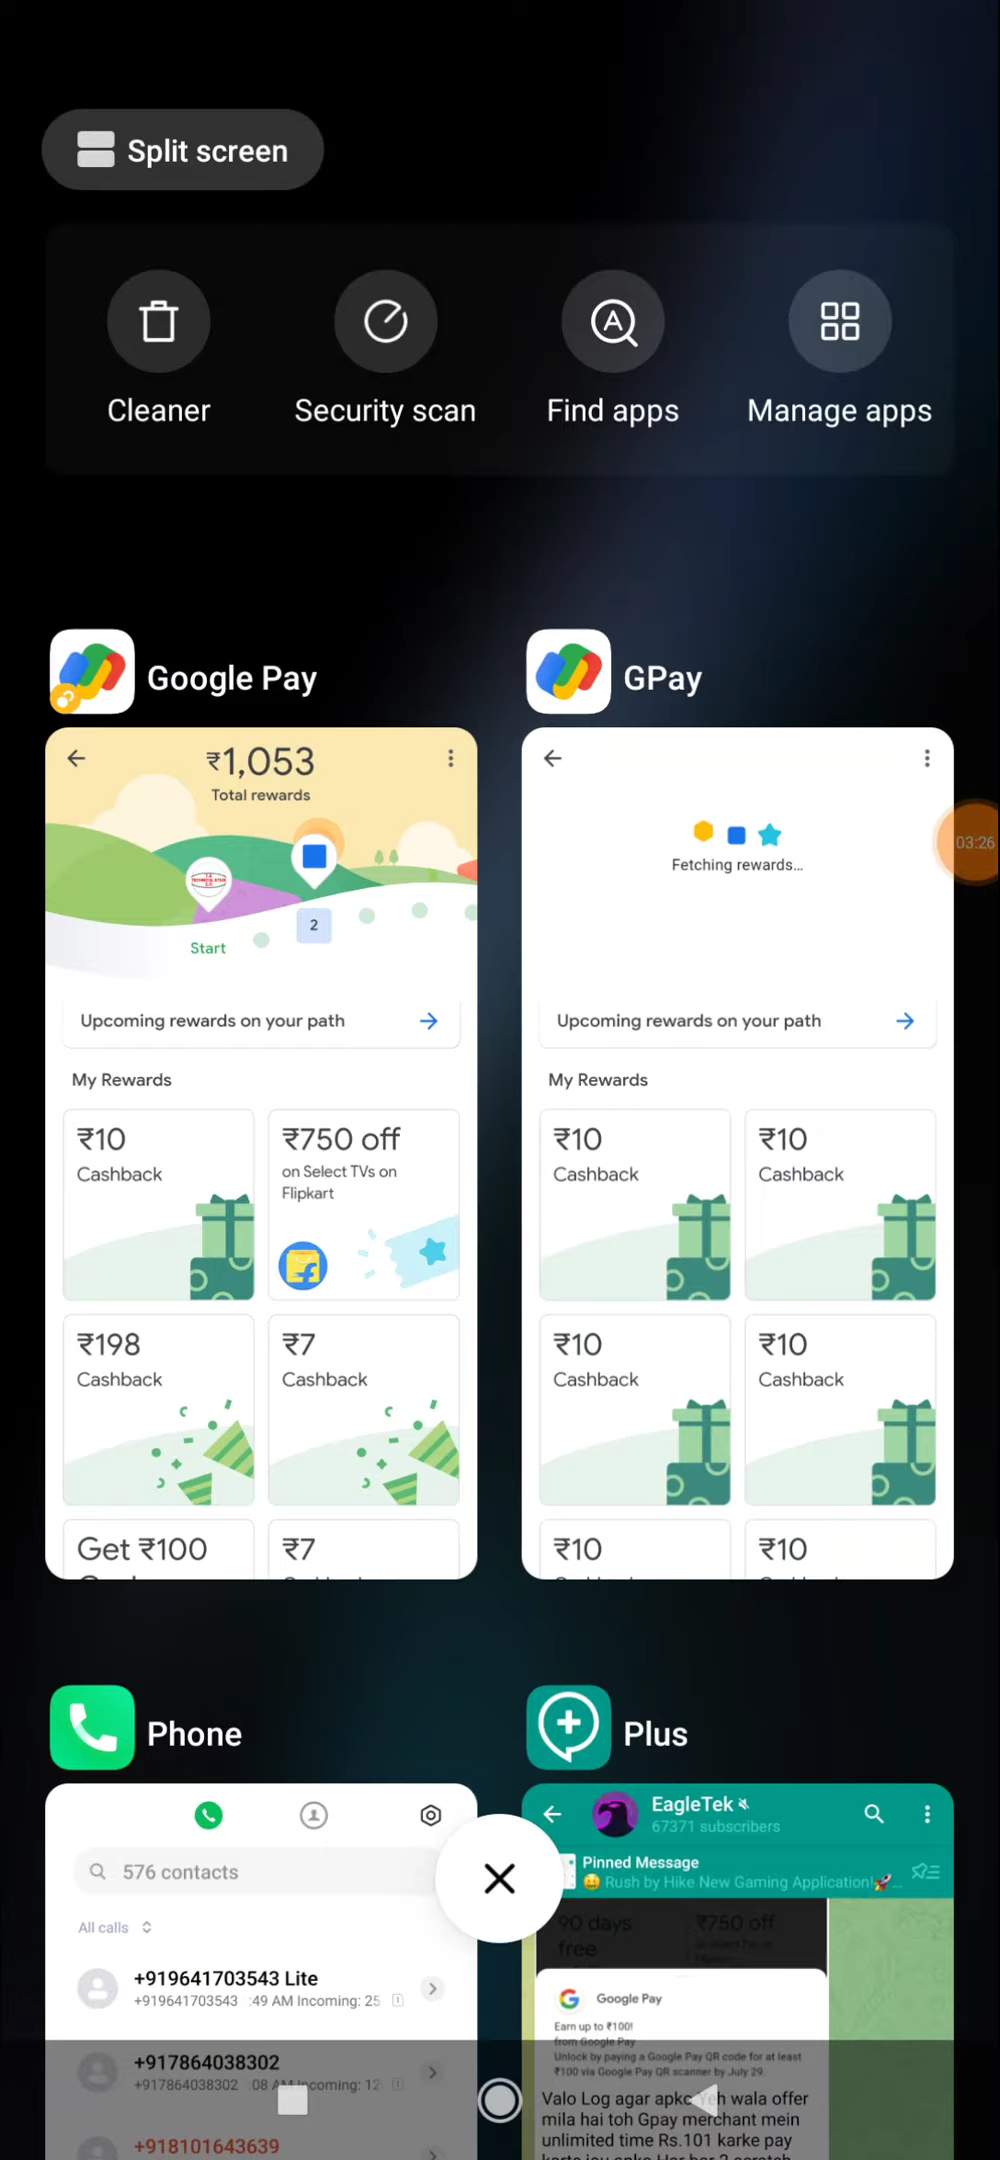 Split screen
Cleaner
Security scan
Find apps
Manage apps
Google Pay
₹1,053
Total rewards
2
Start
Upcoming rewards on your path
My Rewards
₹10
Cashback
₹750 off
on Select TVs on
Flipkart
₹198
Cashback
₹7
Cashback
Get ₹100
₹7
GPay
Fetching rewards...
03:26
Upcoming rewards on your path
My Rewards
₹10
Cashback
₹10
Cashback
₹10
Cashback
₹10
Cashback
₹10
₹10
Phone
576 contacts
All calls
+919641703543 Lite
+919641703543 :49 AM Incoming: 25
+917864038302
+917864038302 :08 AM Incoming: 12
+918101643639
Plus
EagleTek
67371 subscribers
Pinned Message
🤑 Rush by Hike New Gaming Application!🚀...
90 days
free
₹750 off
Google Pay
Earn up to ₹100!
from Google Pay
Unlock by paying a Google Pay QR code for at least
₹100 via Google Pay QR scanner by July 29.
Valo Log agar apko Yeh wala offer
mila hai toh Gpay merchant mein
unlimited time Rs.101 karke pay